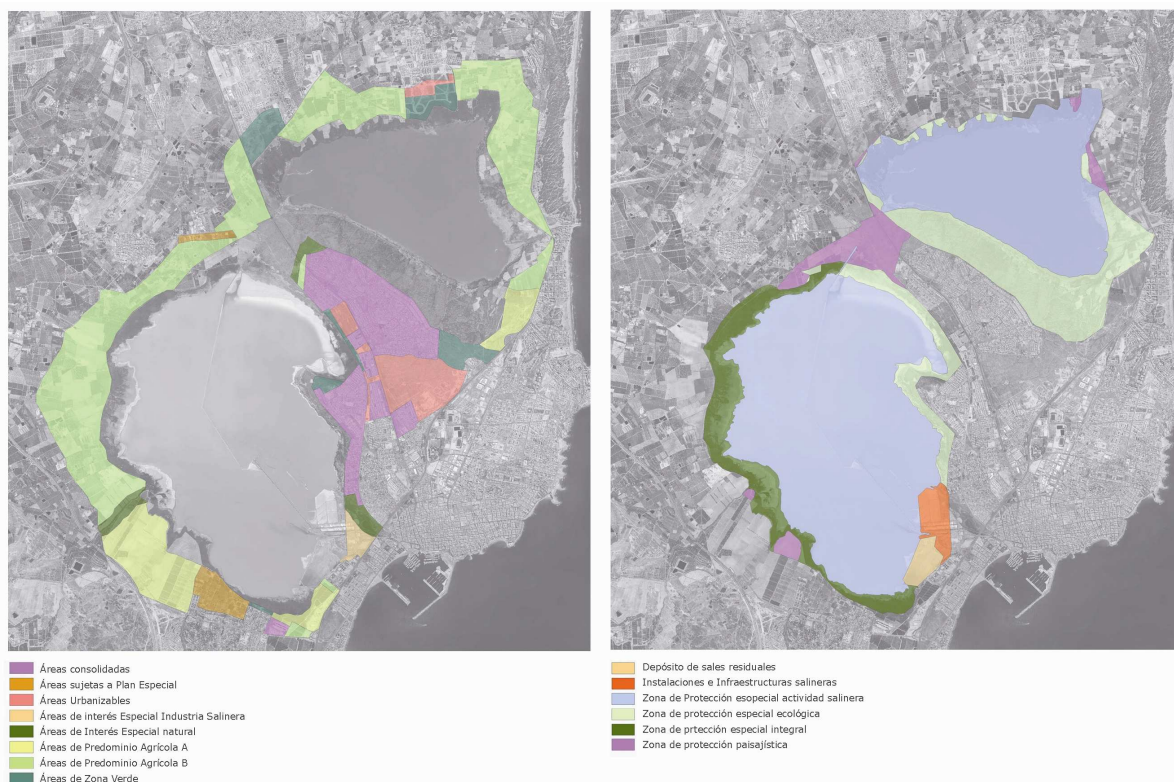 Áreas consolidadas
Áreas sujetas a Plan Especial
Áreas Urbanizables
Áreas de interés Especial Industria Salinera
Áreas de Interés Especial natural
Áreas de Predominio Agrícola A
Áreas de Predominio Agrícola B
Áreas de Zona Verde
Depósito de sales residuales
Instalaciones e Infraestructuras salineras
Zona de Protección esopecial actividad salinera
Zona de protección especial ecológica
Zona de prtección especial integral
Zona de protección paisajística